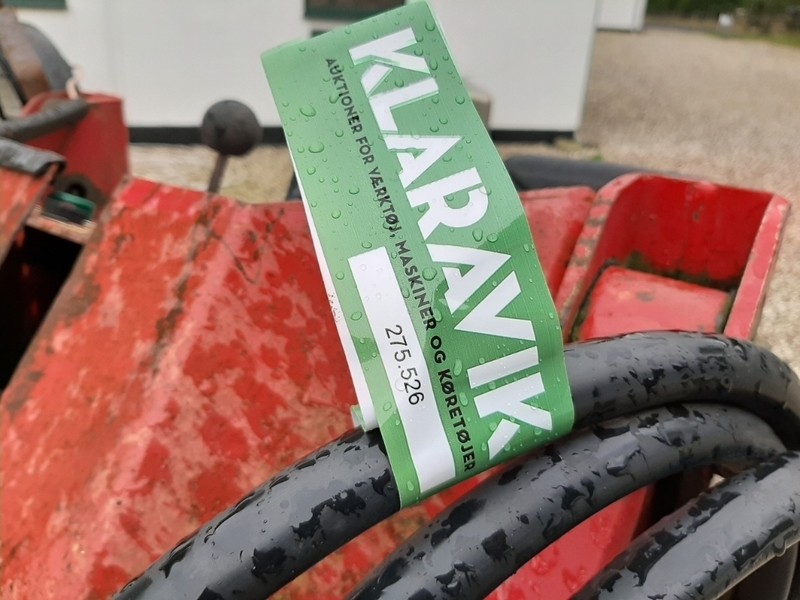 KLARAVIK
AUKTIONER FOR VÆRKTØJ, MASKINER OG KØRETØJER
275.526